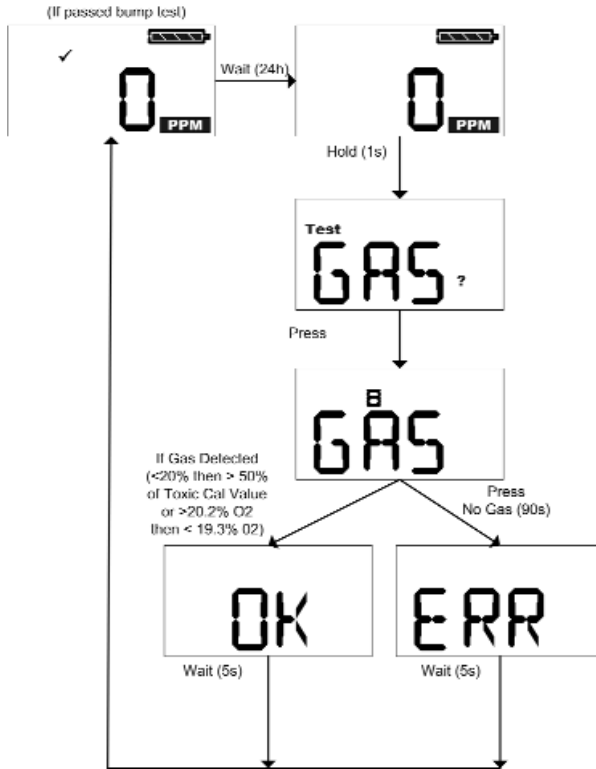 (If passed bump test)
✓
0
PPM
Wait (24h)
0
PPM
Hold (1s)
Test
GAS ?
Press
B
GAS
If Gas Detected
(<20% then > 50%
of Toxic Cal Value
or >20.2% O2
then < 19.3% 02)
Press
No Gas (90s)
OK
ERR
Wait (5s)
Wait (5s)